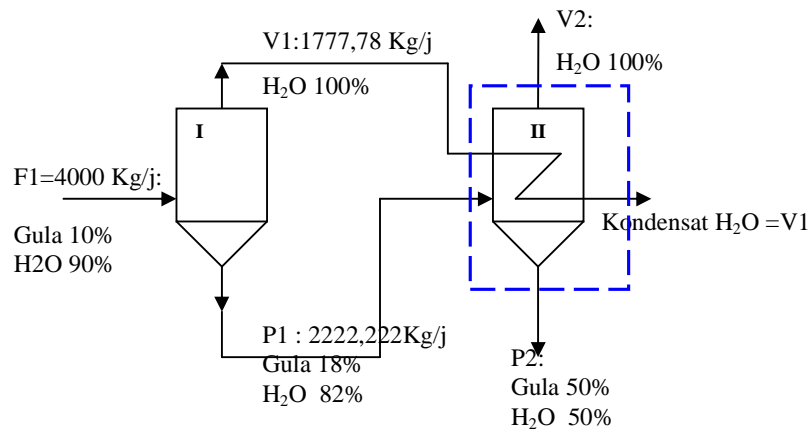 V1:1777,78 Kg/j
H₂O 100%
V2:
H₂O 100%
I
II
F1=4000 Kg/j:
Gula 10%
H2O 90%
Kondensat H₂O =V1
P1 : 2222,222Kg/j
Gula 18%
H₂O 82%
P2:
Gula 50%
H₂O 50%